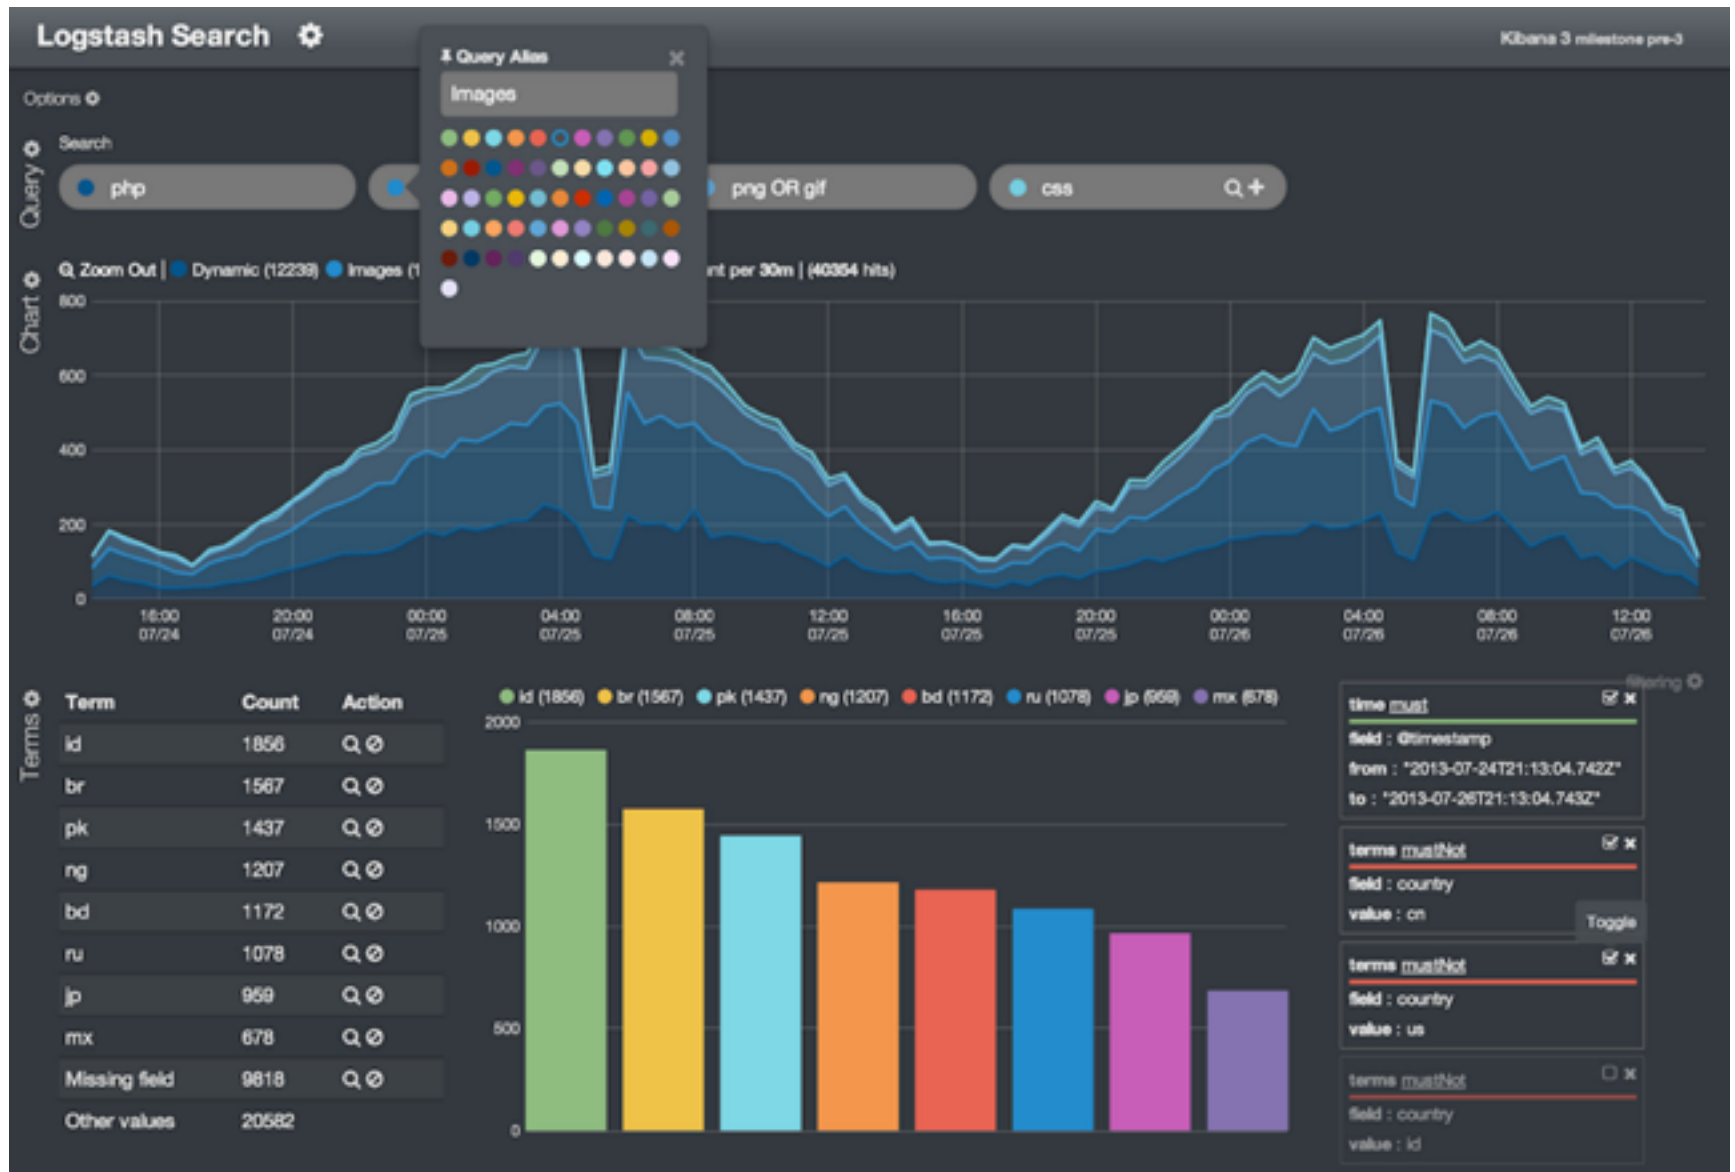 Logstash Search
Kibana 3 milestone pre-3
Query Alias
Images
Options
Query
Search
php
png OR gif
css
Chart
Zoom Out | Dynamic (12239) Images (1
per 30m | (40354 hits)
800
600
400
200
0
16:00 20:00 00:00 04:00 08:00 12:00 16:00 20:00 00:00 04:00 08:00 12:00
07/24 07/24 07/25 07/25 07/25 07/25 07/25 07/25 07/26 07/26 07/26 07/26
Terms
Term Count Action
id 1856
br 1567
pk 1437
ng 1207
bd 1172
ru 1078
jp 959
mx 678
Missing field 9818
Other values 20582
id (1856) br (1567) pk (1437) ng (1207) bd (1172) ru (1078) jp (959) mx (678)
2000
1500
1000
500
0
filtering
time must
field : @timestamp
from : "2013-07-24T21:13:04.742Z"
to : "2013-07-26T21:13:04.743Z"
terms mustNot
field : country
value : cn
Toggle
terms mustNot
field : country
value : us
terms mustNot
field : country
value : id